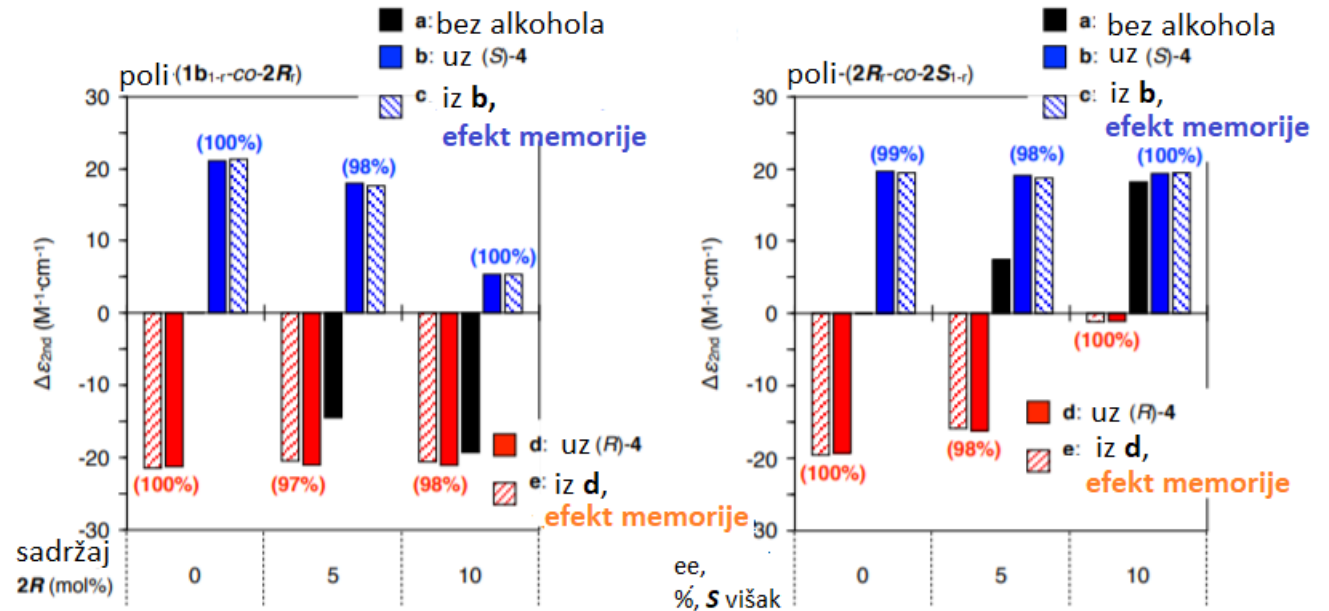 a: bez alkohola
b: uz (S)-4
c: iz b,
efekt memorije
poli-(1b1-r-co-2Rr)
30
20
10
0
-10
-20
-30
Δε2nd (M⁻¹·cm⁻¹)
(100%)
(98%)
(100%)
(100%)
(97%)
(98%)
d: uz (R)-4
e: iz d,
efekt memorije
sadržaj
2R (mol%)
0 5 10
a: bez alkohola
b: uz (S)-4
c: iz b,
efekt memorije
poli-(2Rr-co-2S1-r)
30
20
10
0
-10
-20
30
Δε2nd (M⁻¹·cm⁻¹)
(99%)
(98%)
(100%)
(100%)
(98%)
(100%)
d: uz (R)-4
e: iz d,
efekt memorije
ee,
%, S višak
0 5 10